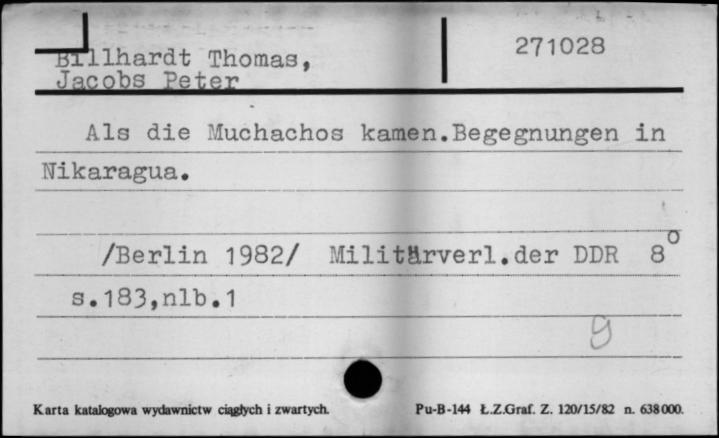 Billhardt Thomas, 271028
Jacobs Peter
Als die Muchachos kamen.Begegnungen in
Nikaragua.
/Berlin 1982/ Militärverl.der DDR 8⁰
s.183,nlb.1
g
Karta katalogowa wydawnictw ciągłych i zwartych. Pu-B-144 Ł.Z.Graf. Z. 120/15/82 n. 638000.